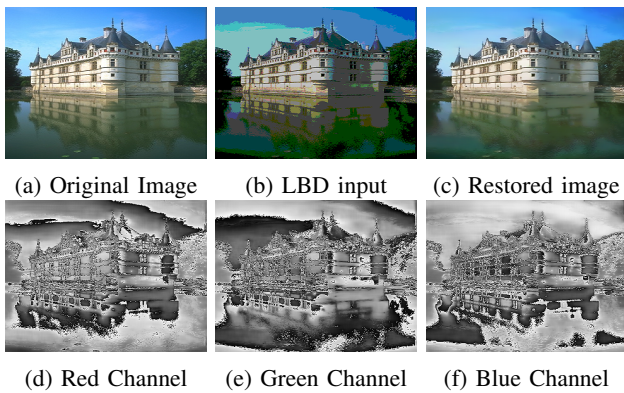 (a) Original Image (b) LBD input (c) Restored image
(d) Red Channel (e) Green Channel (f) Blue Channel